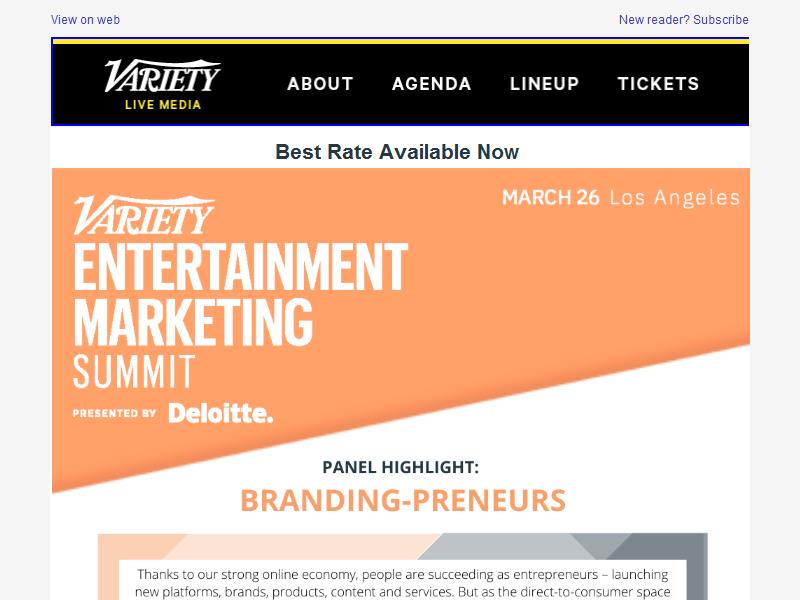 View on web
New reader? Subscribe
VARIETY
LIVE MEDIA
ABOUT AGENDA LINEUP TICKETS
Best Rate Available Now
MARCH 26 Los Angeles
VARIETY
ENTERTAINMENT
MARKETING
SUMMIT
PRESENTED BY Deloitte.
PANEL HIGHLIGHT:
BRANDING-PRENEURS
Thanks to our strong online economy, people are succeeding as entrepreneurs – launching
new platforms, brands, products, content and services. But as the direct-to-consumer space